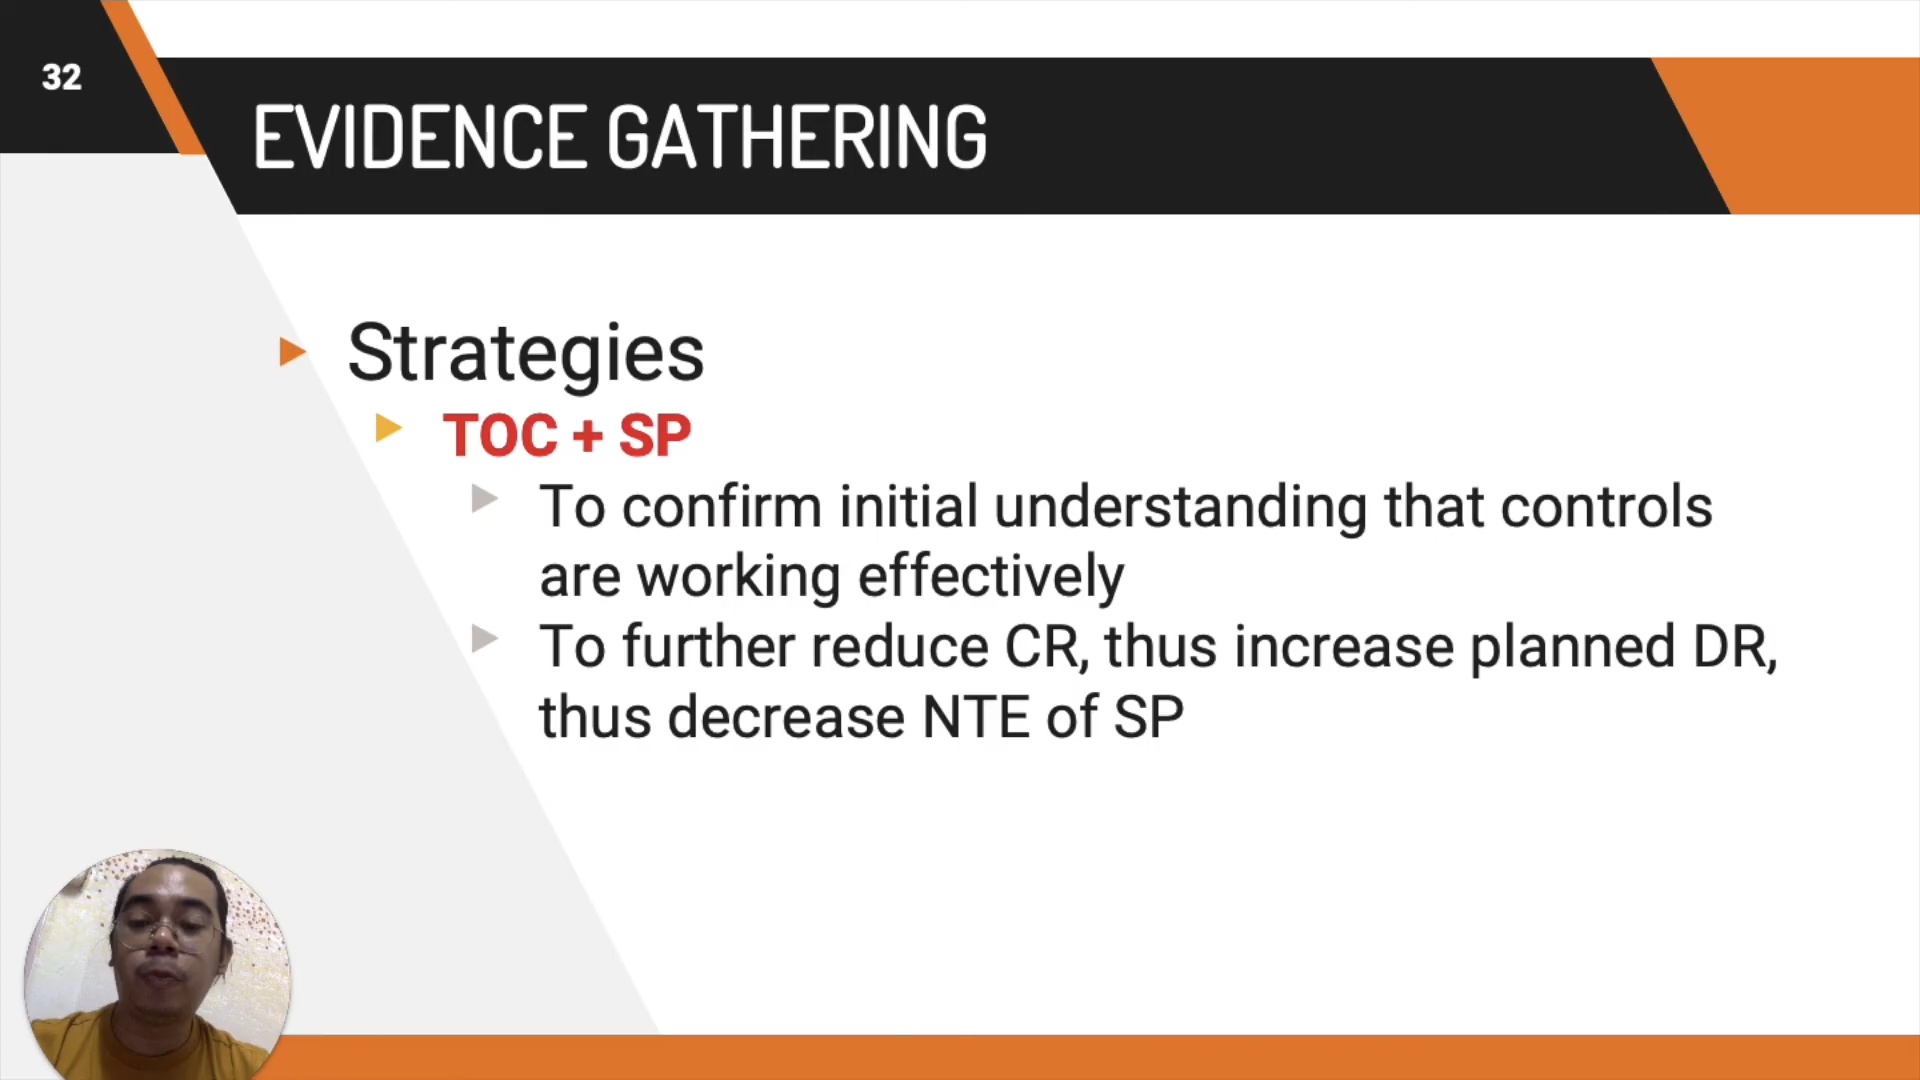 32
EVIDENCE GATHERING
Strategies
TOC + SP
To confirm initial understanding that controls
are working effectively
To further reduce CR, thus increase planned DR,
thus decrease NTE of SP